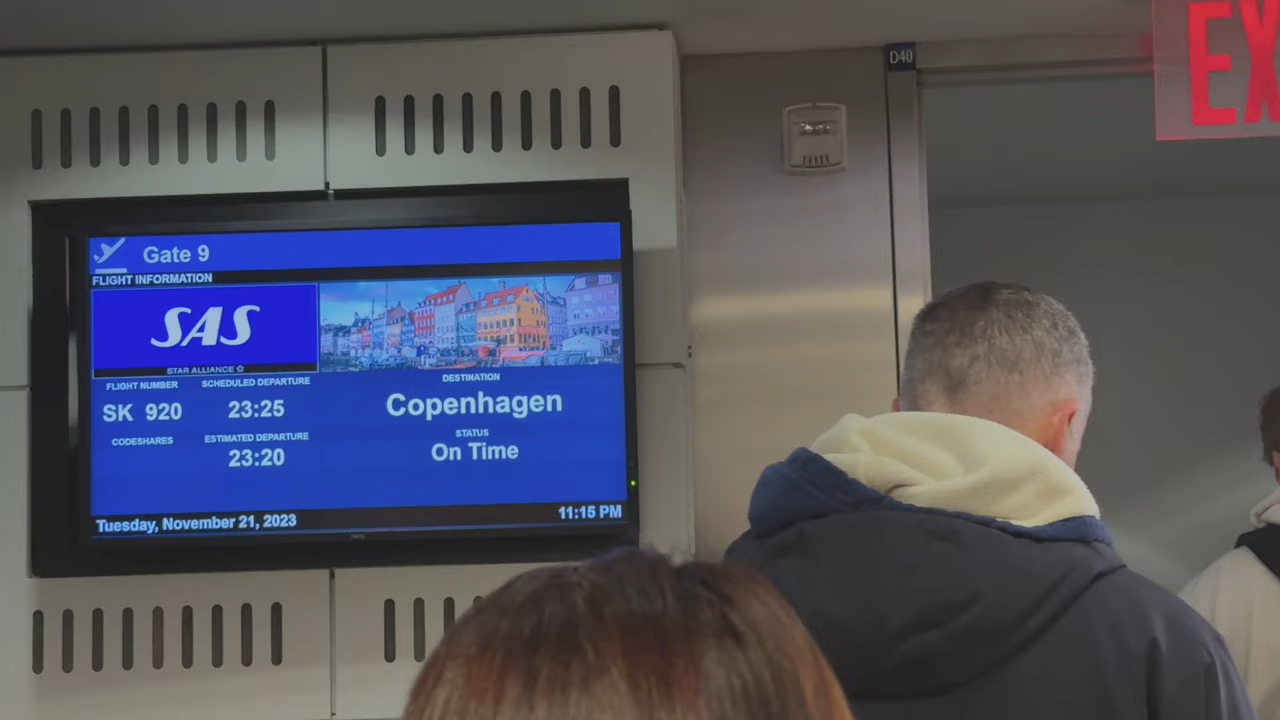 D40
EX
Gate 9
FLIGHT INFORMATION
SAS
STAR ALLIANCE
FLIGHT NUMBER
SCHEDULED DEPARTURE
DESTINATION
SK 920
23:25
Copenhagen
CODESHARES
ESTIMATED DEPARTURE
STATUS
23:20
On Time
Tuesday, November 21, 2023
11:15 PM